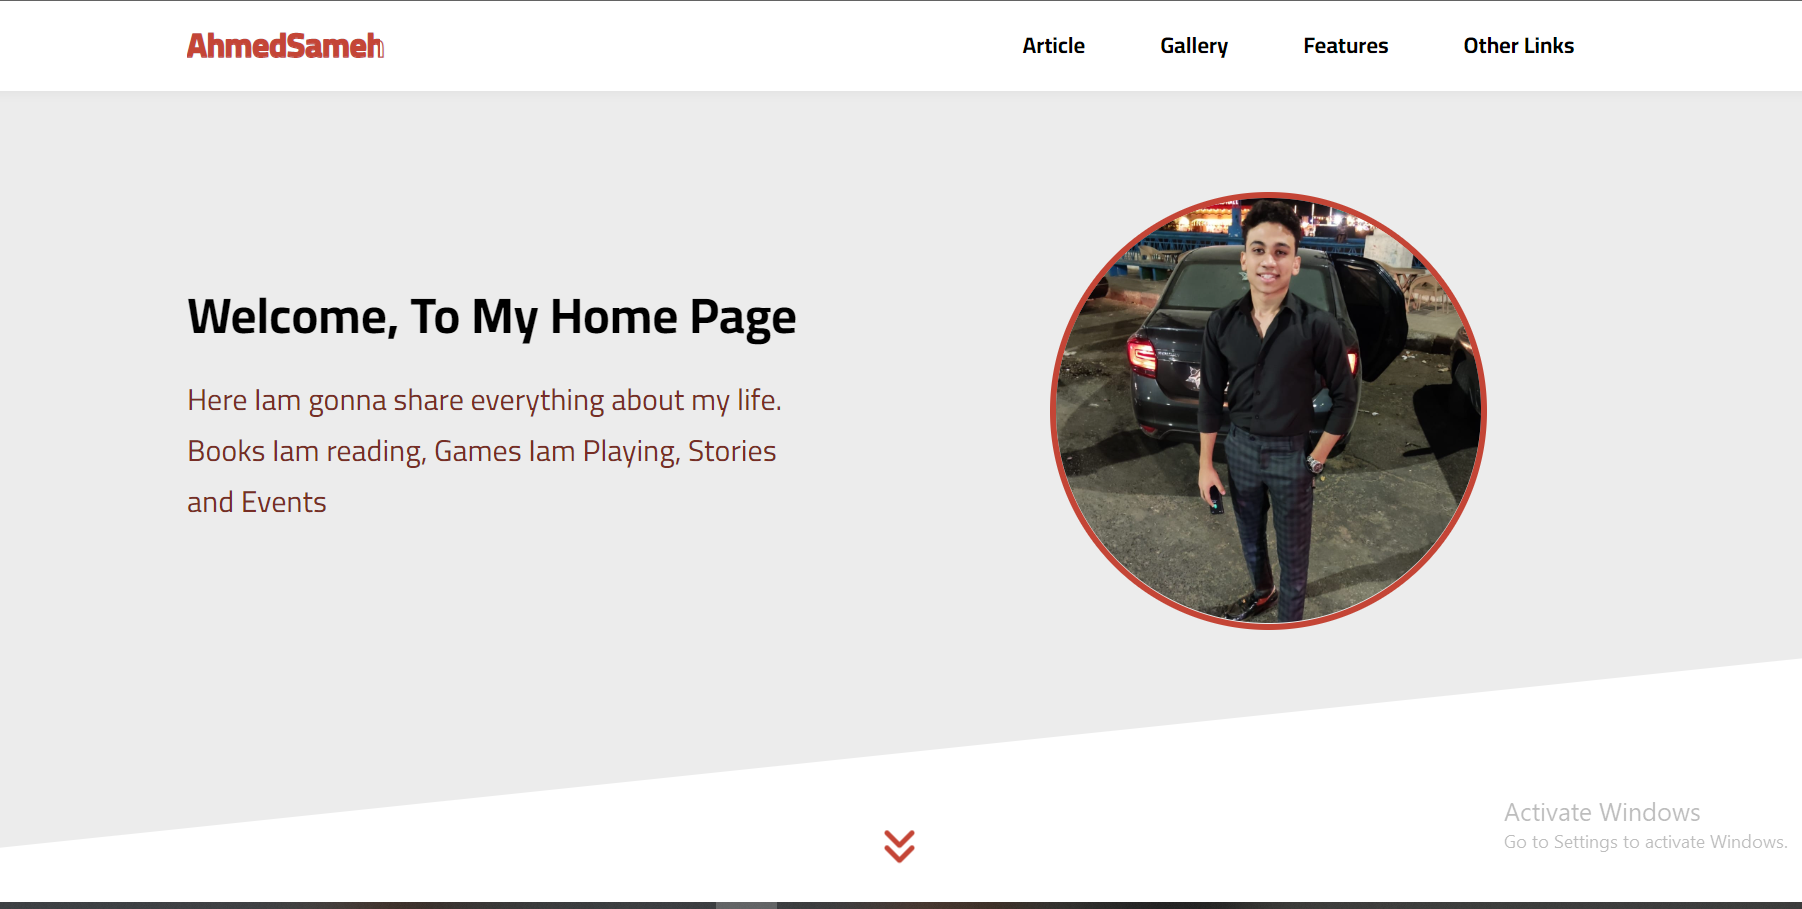 AhmedSameh
Article
Gallery
Features
Other Links
Welcome, To My Home Page
Here Iam gonna share everything about my life.
Books Iam reading, Games Iam Playing, Stories
and Events
Activate Windows
Go to Settings to activate Windows.